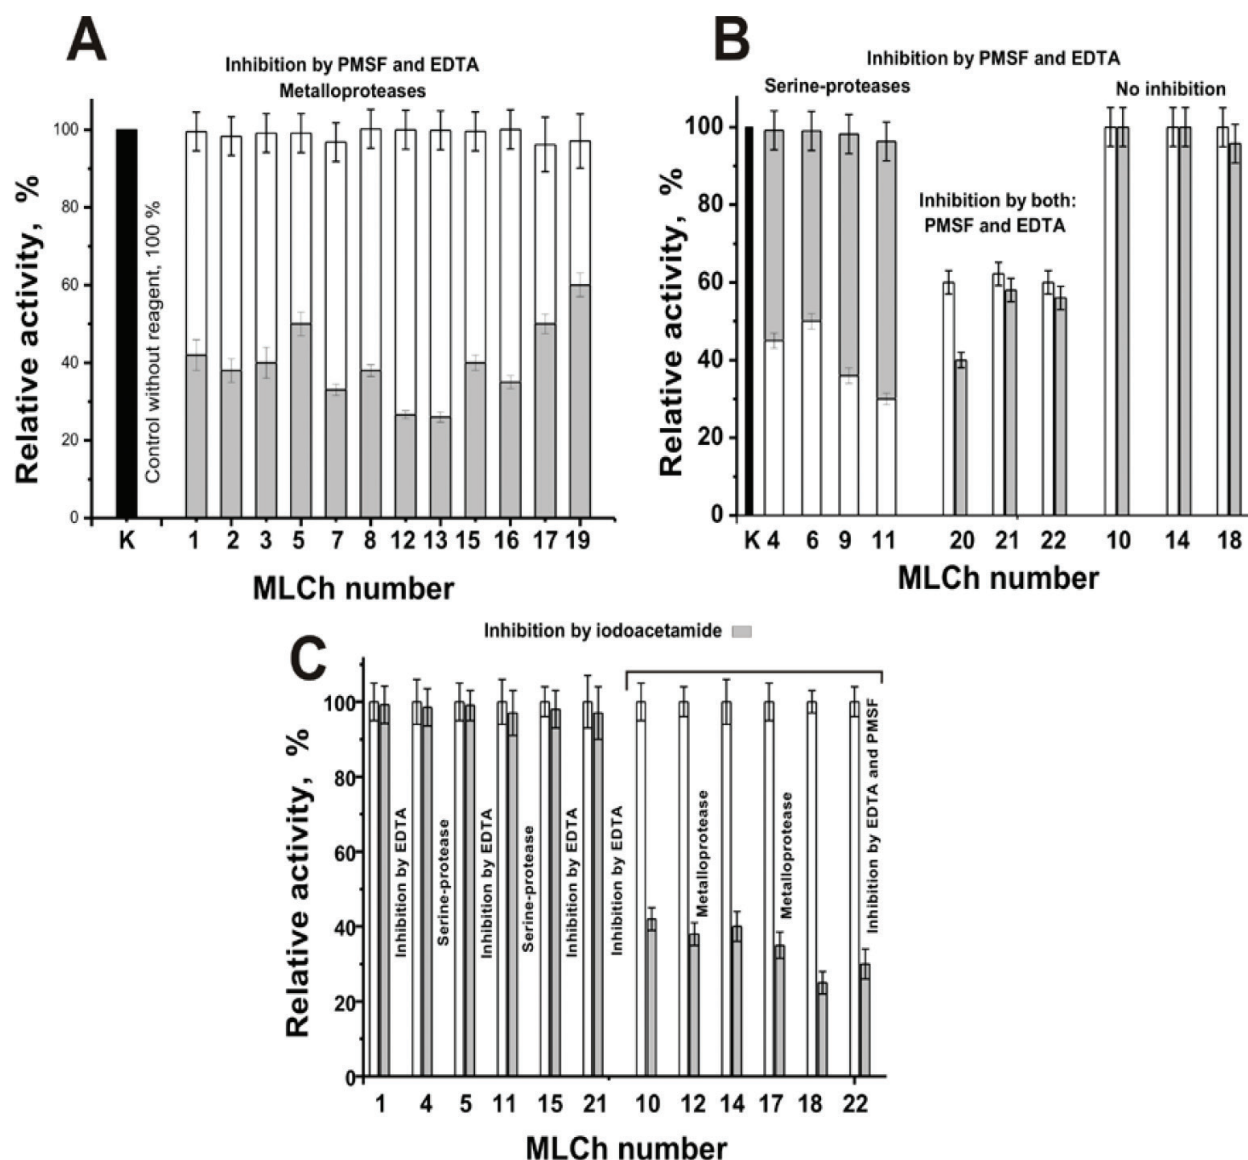 A
Inhibition by PMSF and EDTA
Metalloproteases
Relative activity, %
100
80
60
40
20
0
Control without reagent, 100 %
K 1 2 3 5 7 8 12 13 15 16 17 19
MLCh number
B
Inhibition by PMSF and EDTA
Serine-proteases
No inhibition
Inhibition by both:
PMSF and EDTA
Relative activity, %
100
80
60
40
20
0
K 4 6 9 11 20 21 22 10 14 18
MLCh number
C
Inhibition by iodoacetamide
Relative activity, %
100
80
60
40
20
0
Inhibition by EDTA
Serine-protease
Inhibition by EDTA
Serine-protease
Inhibition by EDTA
Inhibition by EDTA
Metalloprotease
Metalloprotease
Inhibition by EDTA and PMSF
1 4 5 11 15 21 10 12 14 17 18 22
MLCh number